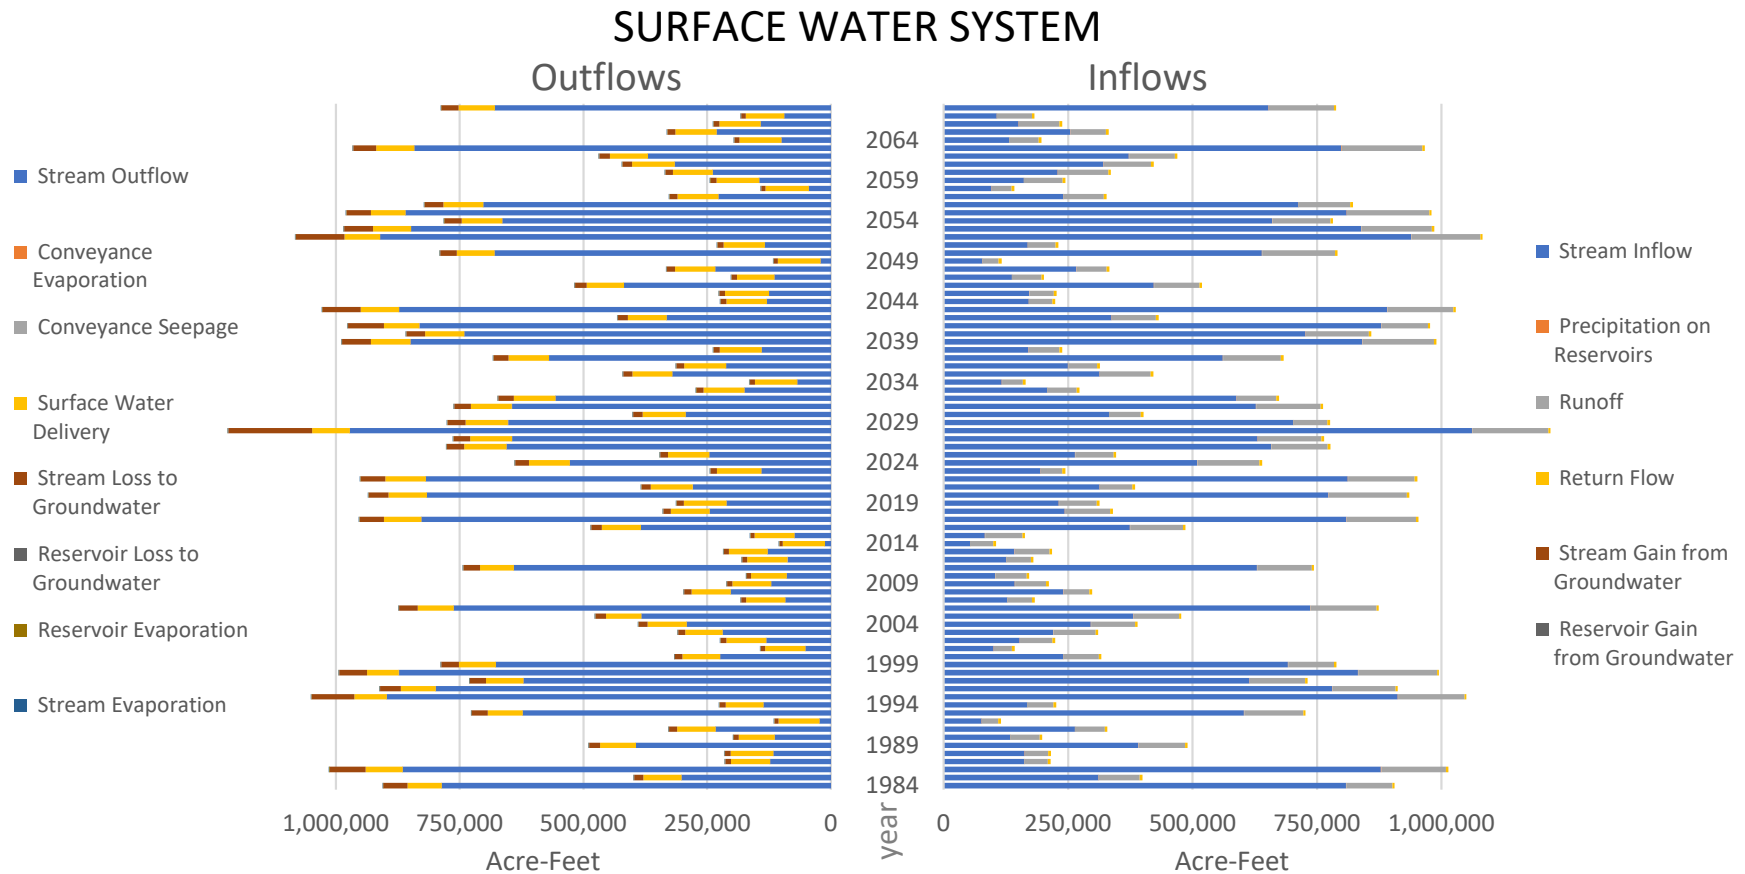 SURFACE WATER SYSTEM
Outflows
Inflows
Stream Outflow
Conveyance
Evaporation
Conveyance Seepage
Surface Water
Delivery
Stream Loss to
Groundwater
Reservoir Loss to
Groundwater
Reservoir Evaporation
Stream Evaporation
2064
2059
2054
2049
2044
2039
2034
2029
2024
2019
2014
2009
2004
1999
1994
1989
1984
year
1,000,000 750,000 500,000 250,000 0
Acre-Feet
0 250,000 500,000 750,000 1,000,000
Acre-Feet
Stream Inflow
Precipitation on
Reservoirs
Runoff
Return Flow
Stream Gain from
Groundwater
Reservoir Gain
from Groundwater